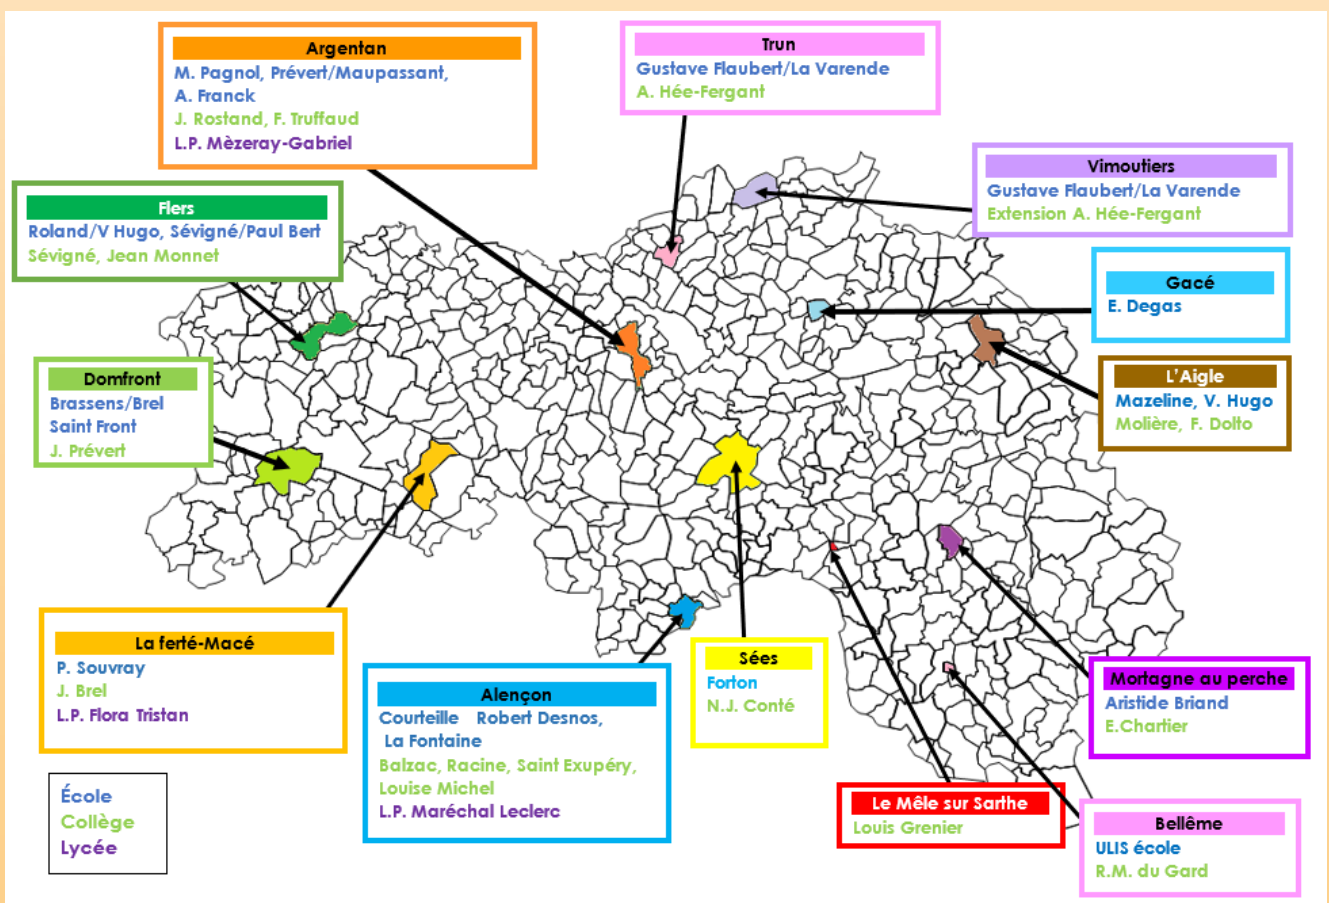 Argentan
M. Pagnol, Prévert/Maupassant,
A. Franck
J. Rostand, F. Truffaud
L.P. Mèzeray-Gabriel
Trun
Gustave Flaubert/La Varende
A. Hée-Fergant
Vimoutiers
Gustave Flaubert/La Varende
Extension A. Hée-Fergant
Flers
Roland/V Hugo, Sévigné/Paul Bert
Sévigné, Jean Monnet
Gacé
E. Degas
Domfront
Brassens/Brel
Saint Front
J. Prévert
L'Aigle
Mazeline, V. Hugo
Molière, F. Dolto
La ferté-Macé
P. Souvray
J. Brel
L.P. Flora Tristan
Alençon
Courteille Robert Desnos,
La Fontaine
Balzac, Racine, Saint Exupéry,
Louise Michel
L.P. Maréchal Leclerc
Sées
Forton
N.J. Conté
Mortagne au perche
Aristide Briand
E.Chartier
Le Mêle sur Sarthe
Louis Grenier
Bellême
ULIS école
R.M. du Gard
École
Collège
Lycée